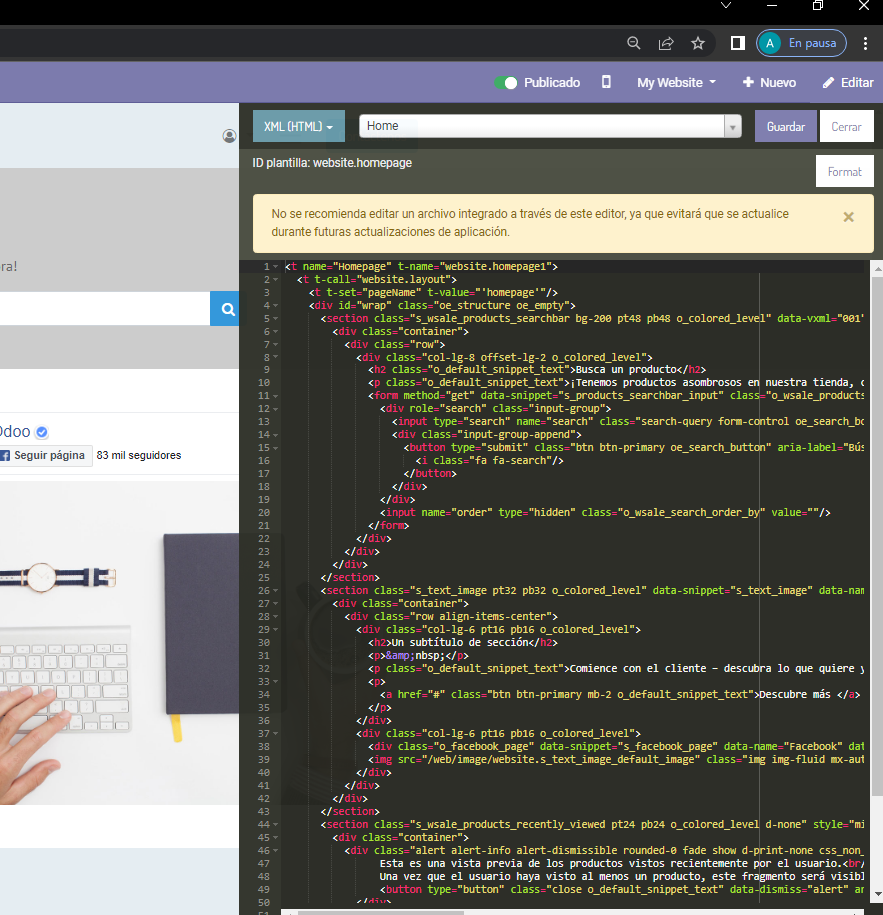 A En pausa
Publicado My Website Nuevo Editar
XML (HTML) Home Guardar Cerrar
ID plantilla: website.homepage
Format
No se recomienda editar un archivo integrado a través de este editor, ya que evitará que se actualice
durante futuras actualizaciones de aplicación.
ra!
Odoo
Seguir página 83 mil seguidores
1 <t name="Homepage" t-name="website.homepage1">
2 <t t-call="website.layout">
3 <t t-set="pageName" t-value="'homepage'"/>
4 <div id="wrap" class="oe_structure oe_empty">
5 <section class="s_wsale_products_searchbar bg-200 pt48 pb48 o_colored_level" data-vxml="001"
6 <div class="container">
7 <div class="row">
8 <div class="col-lg-8 offset-lg-2 o_colored_level">
9 <h2 class="o_default_snippet_text">Busca un producto</h2>
10 <p class="o_default_snippet_text">¡Tenemos productos asombrosos en nuestra tienda,
11 <form method="get" data-snippet="s_products_searchbar_input" class="o_wsale_products
12 <div role="search" class="input-group">
13 <input type="search" name="search" class="search-query form-control oe_search_bo
14 <div class="input-group-append">
15 <button type="submit" class="btn btn-primary oe_search_button" aria-label="Bús
16 <i class="fa fa-search"/>
17 </button>
18 </div>
19 </div>
20 <input name="order" type="hidden" class="o_wsale_search_order_by" value=""/>
21 </form>
22 </div>
23 </div>
24 </div>
25 </section>
26 <section class="s_text_image pt32 pb32 o_colored_level" data-snippet="s_text_image" data-nam
27 <div class="container">
28 <div class="row align-items-center">
29 <div class="col-lg-6 pt16 pb16 o_colored_level">
30 <h2>Un subtítulo de sección</h2>
31 <p>&amp;nbsp;</p>
32 <p class="o_default_snippet_text">Comience con el cliente – descubra lo que quiere y
33 <p>
34 <a href="#" class="btn btn-primary mb-2 o_default_snippet_text">Descubre más </a>
35 </p>
36 </div>
37 <div class="col-lg-6 pt16 pb16 o_colored_level">
38 <div class="o_facebook_page" data-snippet="s_facebook_page" data-name="Facebook" dat
39 <img src="/web/image/website.s_text_image_default_image" class="img img-fluid mx-aut
40 </div>
41 </div>
42 </div>
43 </section>
44 <section class="s_wsale_products_recently_viewed pt24 pb24 o_colored_level d-none" style="mi
45 <div class="container">
46 <div class="alert alert-info alert-dismissible rounded-0 fade show d-print-none css_non_
47 Esta es una vista previa de los productos vistos recientemente por el usuario.<br/
48 Una vez que el usuario haya visto al menos un producto, este fragmento será visibl
49 <button type="button" class="close o_default_snippet_text" data-dismiss="alert" ar
50 </div>
51